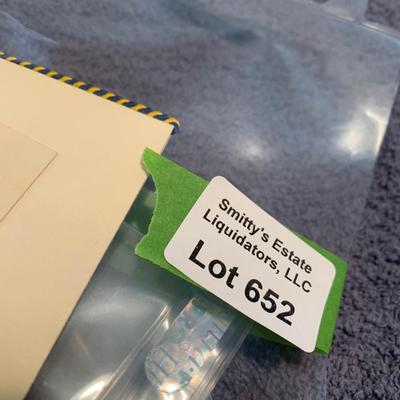 Smitty's Estate
Liquidators, LLC
Lot 652